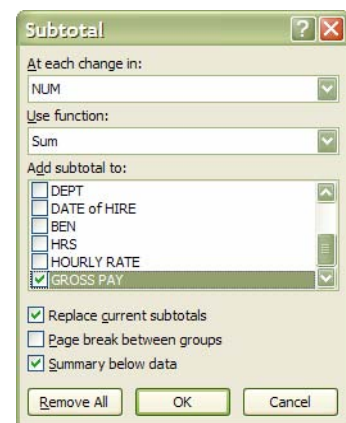 Subtotal
At each change in:
NUM
Use function:
Sum
Add subtotal to:
DEPT
DATE of HIRE
BEN
HRS
HOURLY RATE
GROSS PAY
Replace current subtotals
Page break between groups
Summary below data
Remove All OK Cancel